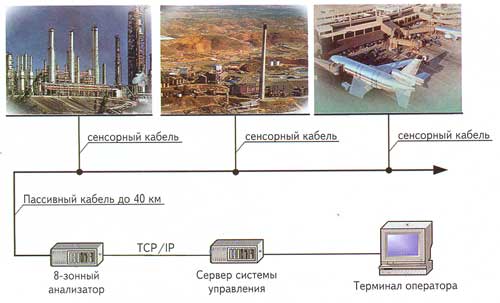 сенсорный кабель
сенсорный кабель
сенсорный кабель
Пассивный кабель до 40 км
TCP/IP
8-зонный
анализатор
Сервер системы
управления
Терминал оператора